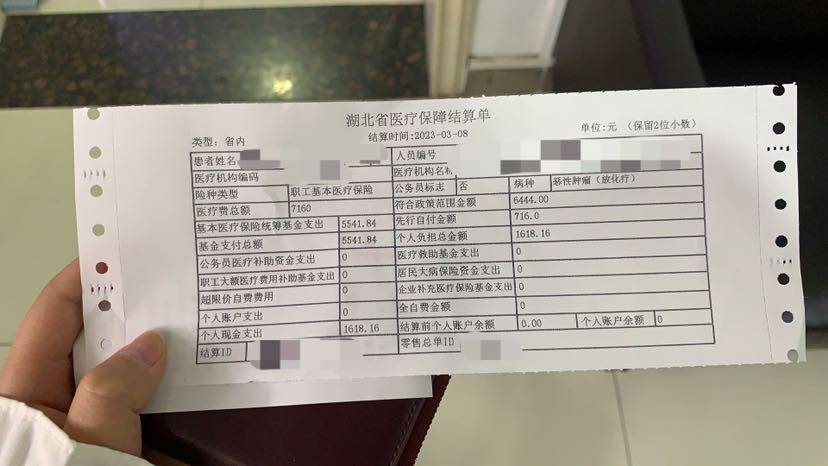 湖北省医疗保障结算单
类型：省内 结算时间:2023-03-08 单位:元 （保留2位小数）
患者姓名 人员编号
医疗机构编码 医疗机构名
险种类型 职工基本医疗保险 公务员标志 否 病种 恶性肿瘤（放化疗）
医疗费总额 7160 符合政策范围金额 6444.00
基本医疗保险统筹基金支出 5541.84 先行自付金额 716.0
基金支付总额 5541.84 个人负担总金额 1618.16
公务员医疗补助资金支出 0 医疗救助基金支出 0
职工大额医疗费用补助基金支出 0 居民大病保险资金支出 0
超限价自费费用 0 企业补充医疗保险基金支出 0
个人账户支出 0 全自费金额 0
个人现金支出 1618.16 结算前个人账户余额 0.00 个人账户余额 0
结算ID 零售总单ID